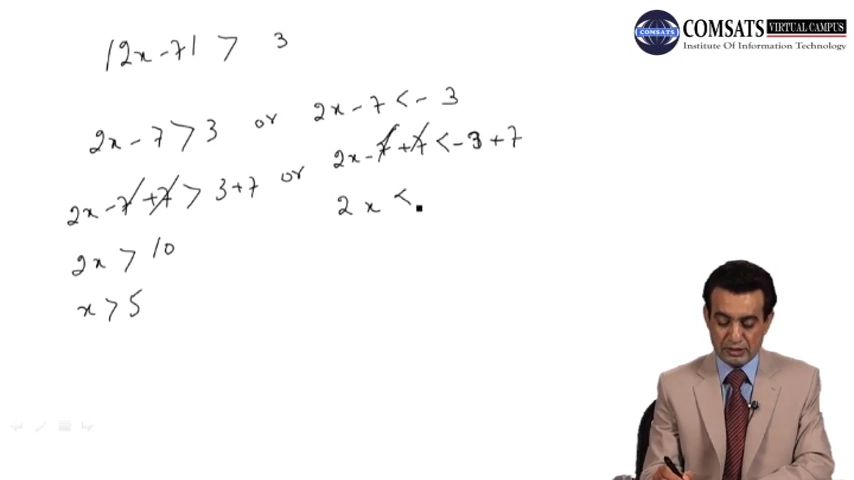 COMSATS
COMSATS VIRTUAL CAMPUS
Institute Of Information Technology
|2x - 7| > 3
2x - 7 > 3 or 2x - 7 < - 3
2x - 7 + 7 > 3 + 7 or 2x - 7 + 7 < - 3 + 7
2x > 10 2x <
x > 5